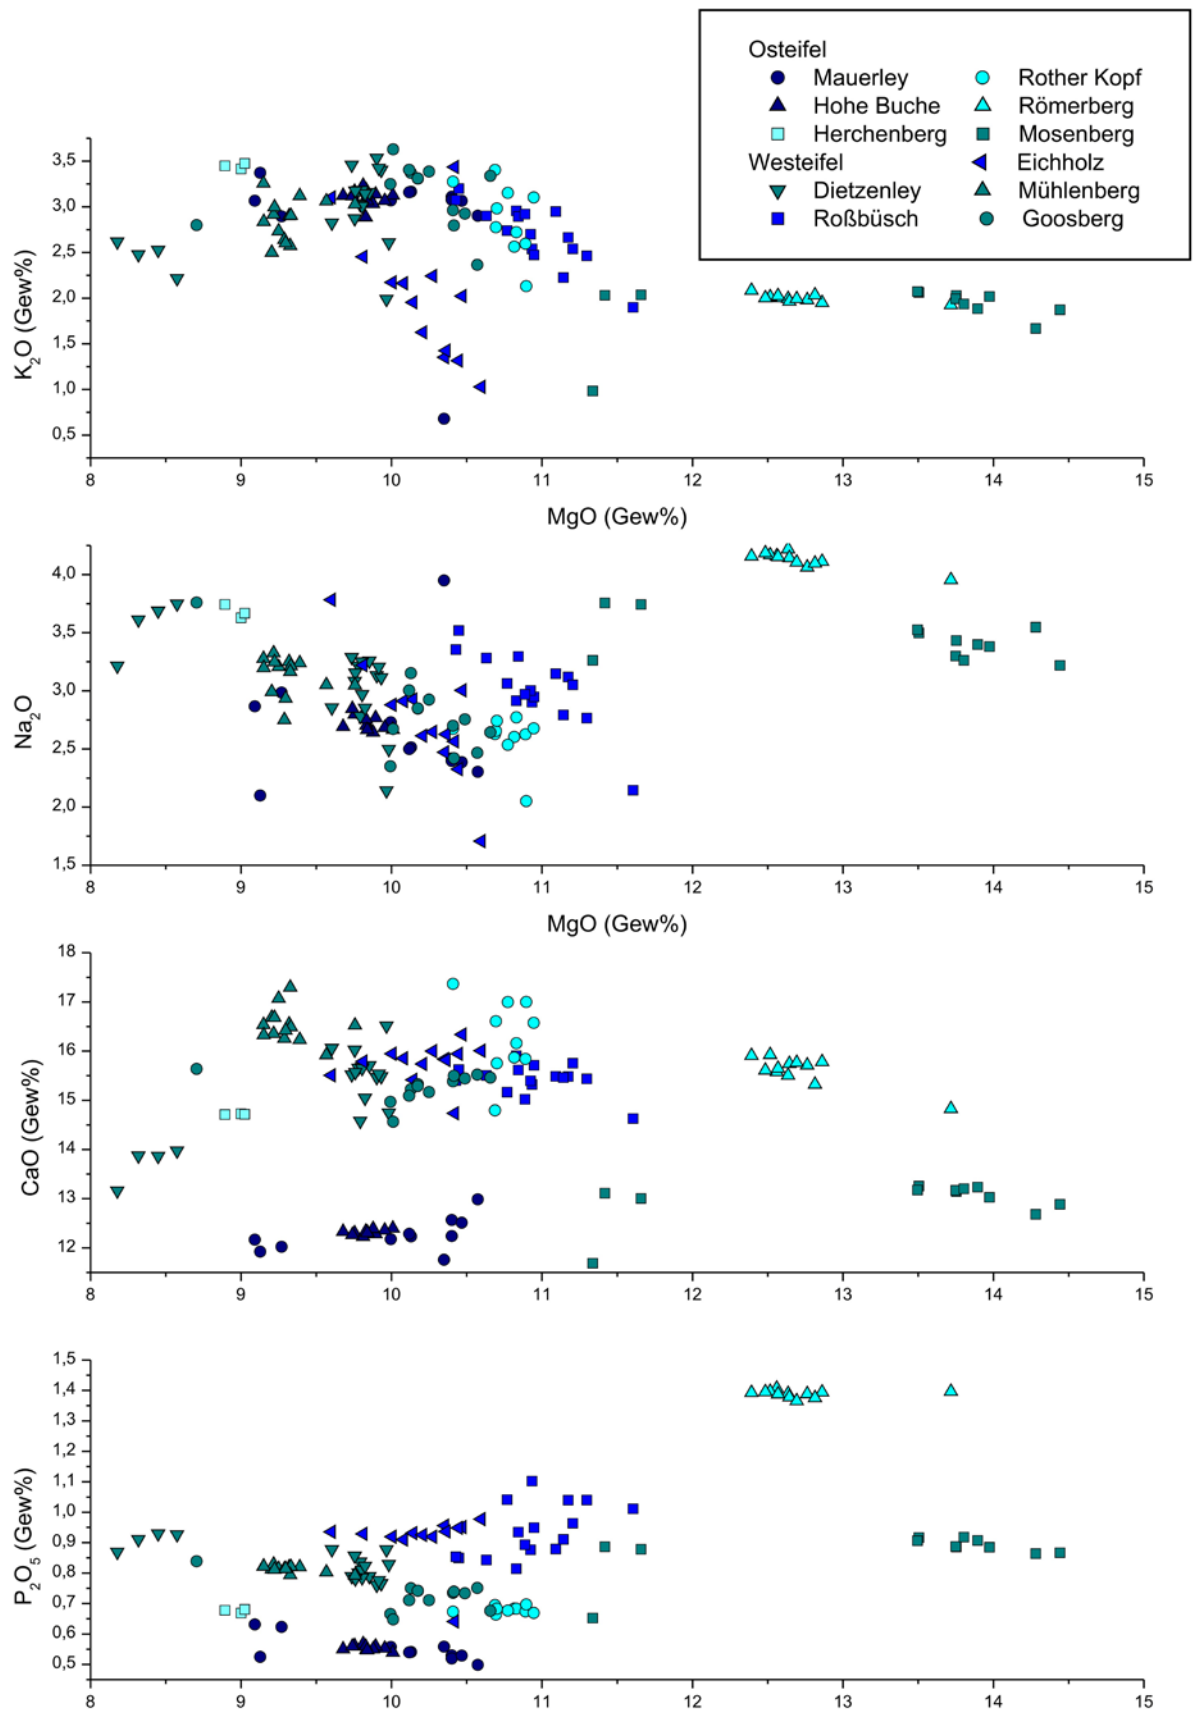 Osteifel
Mauerley
Rother Kopf
Hohe Buche
Römerberg
Herchenberg
Mosenberg
Westeifel
Eichholz
Dietzenley
Mühlenberg
Roßbüsch
Goosberg
3,5
3,0
2,5
2,0
1,5
1,0
0,5
K2O (Gew%)
8 9 10 11 12 13 14 15
MgO (Gew%)
4,0
3,5
3,0
2,5
2,0
1,5
Na2O
8 9 10 11 12 13 14 15
MgO (Gew%)
18
17
16
15
14
13
12
CaO (Gew%)
8 9 10 11 12 13 14 15
1,5
1,4
1,3
1,2
1,1
1,0
0,9
0,8
0,7
0,6
0,5
P2O5 (Gew%)
8 9 10 11 12 13 14 15